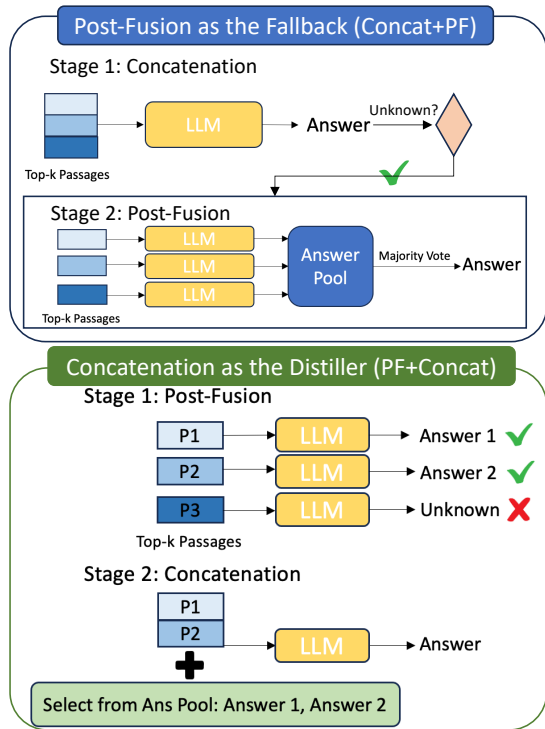 Post-Fusion as the Fallback (Concat+PF)
Stage 1: Concatenation
LLM
Answer
Unknown?
Top-k Passages
Stage 2: Post-Fusion
LLM
LLM
LLM
Answer
Pool
Majority Vote
Answer
Top-k Passages
Concatenation as the Distiller (PF+Concat)
Stage 1: Post-Fusion
P1 LLM Answer 1
P2 LLM Answer 2
P3 LLM Unknown
Top-k Passages
Stage 2: Concatenation
P1
P2
LLM
Answer
Select from Ans Pool: Answer 1, Answer 2